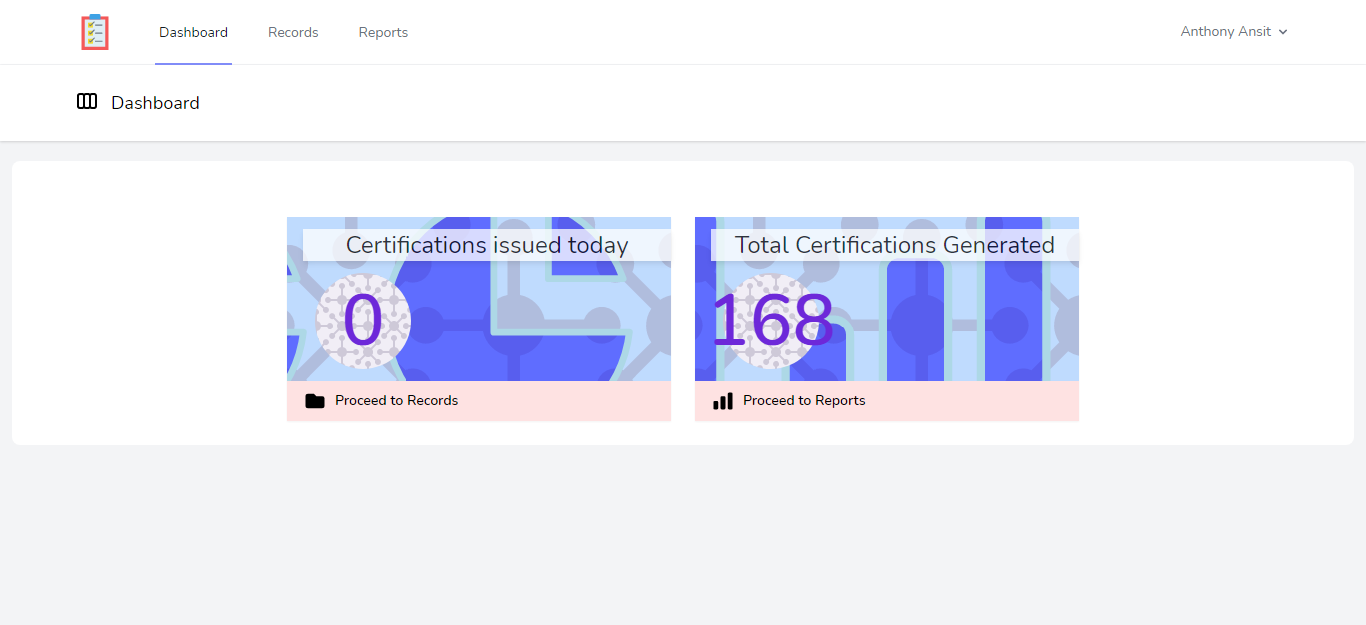 Dashboard
Records
Reports
Anthony Ansit
Dashboard
Certifications issued today
0
Proceed to Records
Total Certifications Generated
168
Proceed to Reports